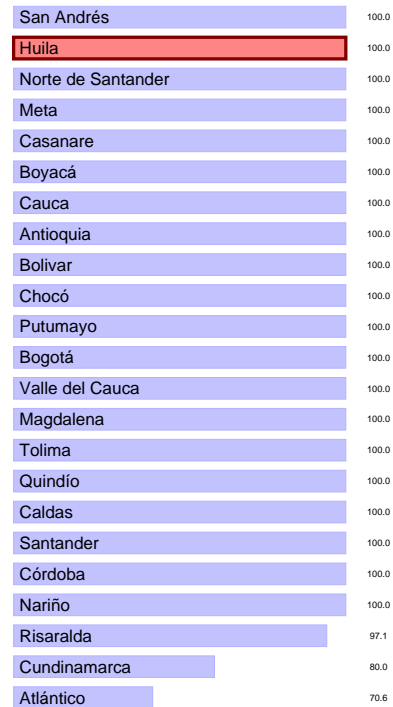 San Andrés 100.0
Huila 100.0
Norte de Santander 100.0
Meta 100.0
Casanare 100.0
Boyacá 100.0
Cauca 100.0
Antioquia 100.0
Bolivar 100.0
Chocó 100.0
Putumayo 100.0
Bogotá 100.0
Valle del Cauca 100.0
Magdalena 100.0
Tolima 100.0
Quindío 100.0
Caldas 100.0
Santander 100.0
Córdoba 100.0
Nariño 100.0
Risaralda 97.1
Cundinamarca 80.0
Atlántico 70.6